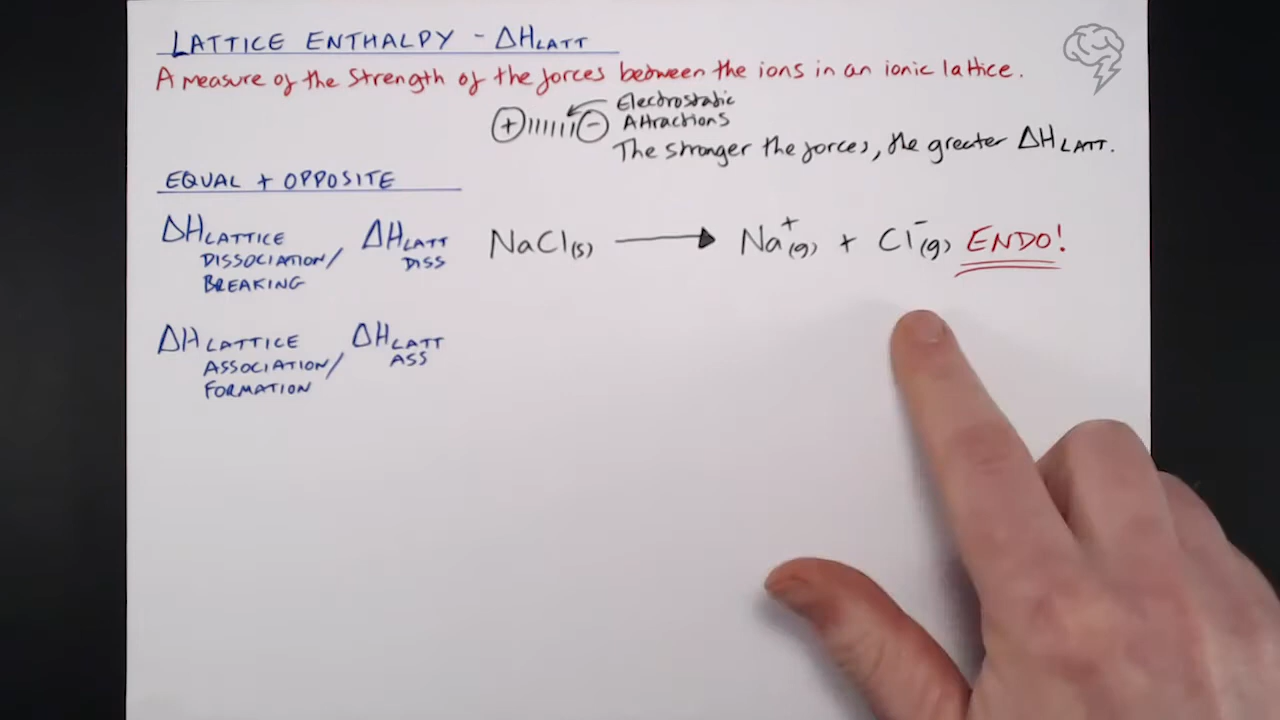 LATTICE ENTHALPY - ΔHLATT
A measure of the strength of the forces between the ions in an ionic lattice.
+ - Electrostatic
Attractions
The stronger the forces, the greater ΔHLATT.
EQUAL + OPPOSITE
ΔHLATTICE DISSOCIATION/BREAKING / ΔHLATT DISS NaCl(s) → Na+(g) + Cl-(g) ENDO!
ΔHLATTICE ASSOCIATION/FORMATION / ΔHLATT ASS